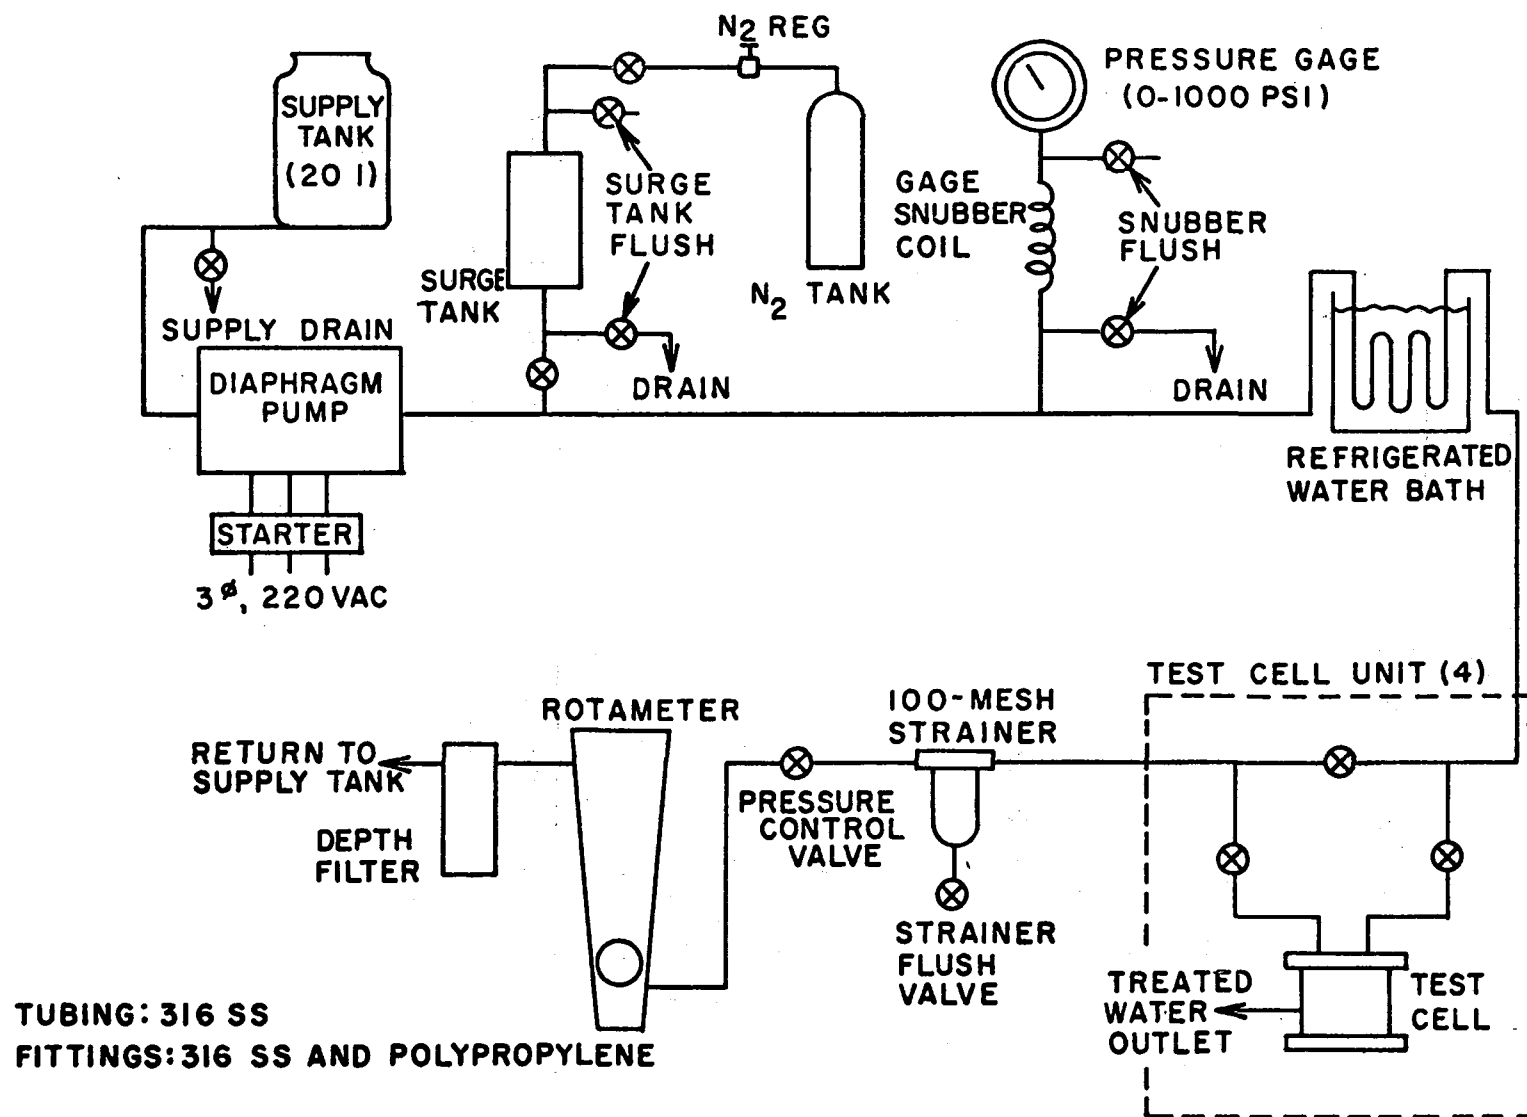 N2 REG
PRESSURE GAGE
(0-1000 PSI)
SUPPLY
TANK
(20 l)
SURGE
TANK
FLUSH
GAGE
SNUBBER
COIL
SNUBBER
FLUSH
SURGE
TANK
N2 TANK
SUPPLY DRAIN
DRAIN
DRAIN
DIAPHRAGM
PUMP
REFRIGERATED
WATER BATH
STARTER
3ø, 220 VAC
TEST CELL UNIT (4)
ROTAMETER
100-MESH
STRAINER
RETURN TO
SUPPLY TANK
PRESSURE
CONTROL
VALVE
DEPTH
FILTER
STRAINER
FLUSH
VALVE
TREATED
WATER
OUTLET
TEST
CELL
TUBING: 316 SS
FITTINGS: 316 SS AND POLYPROPYLENE